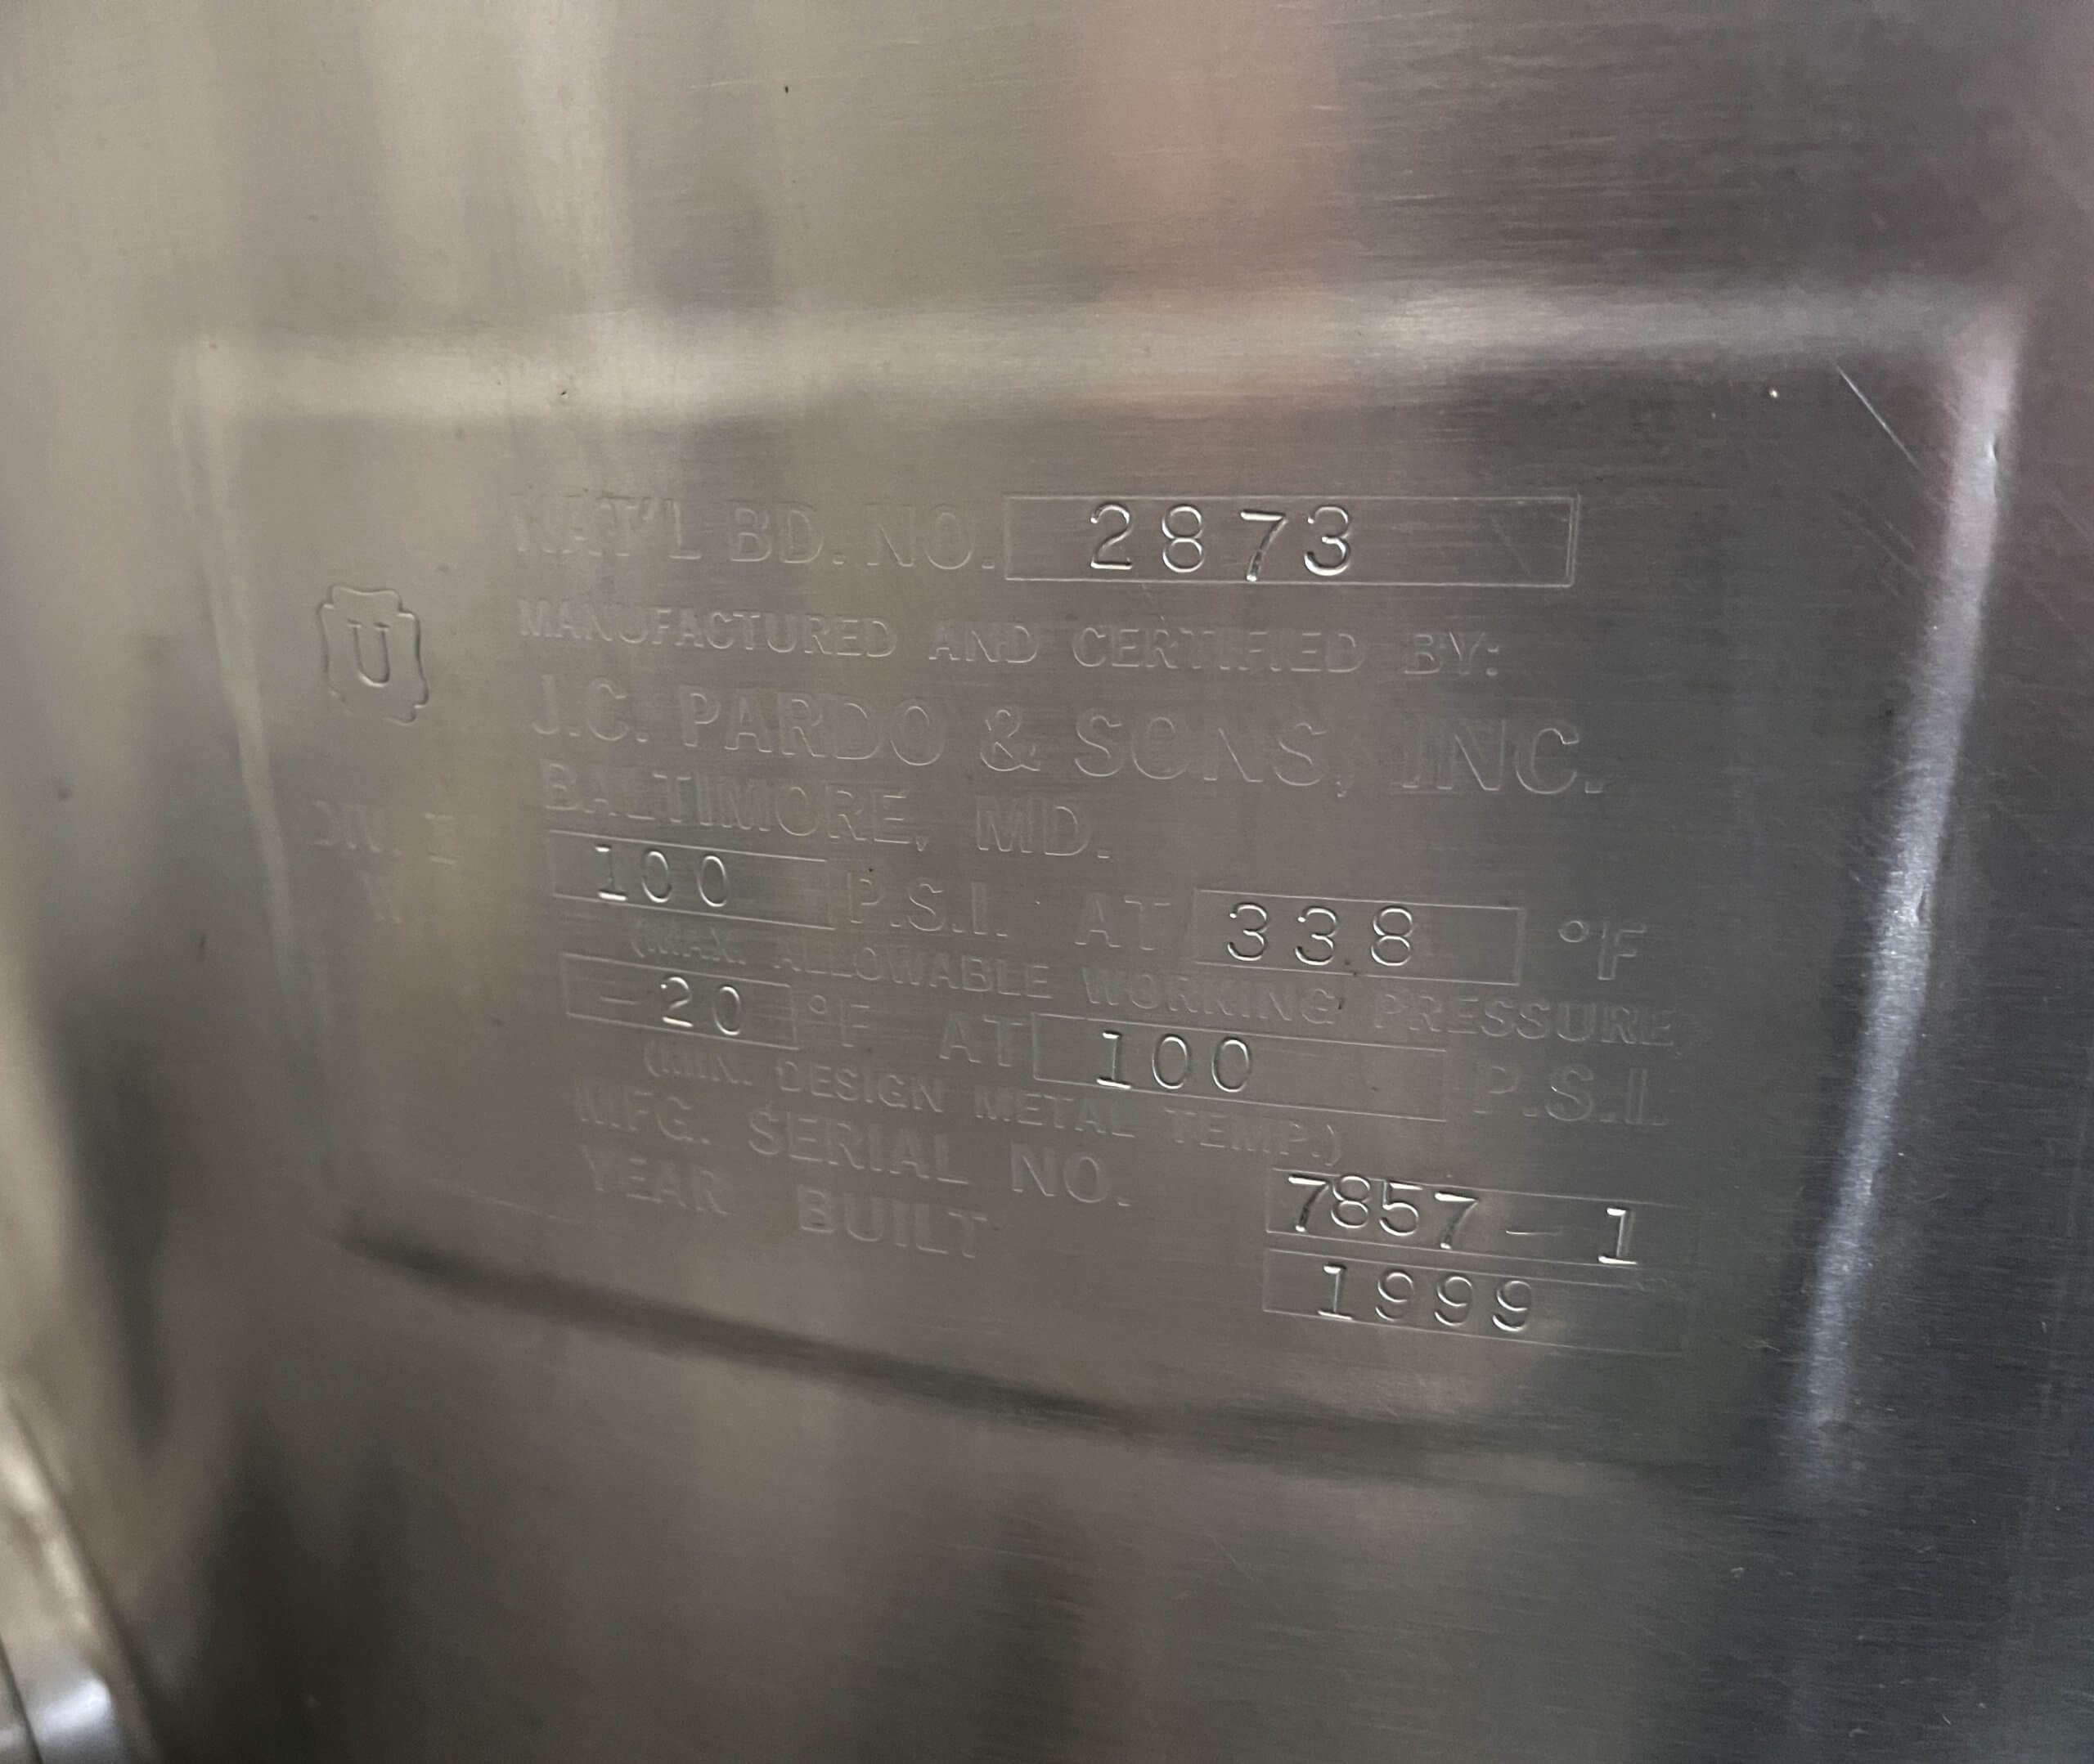 NAT'L BD. NO. 2873
U
MANUFACTURED AND CERTIFIED BY:
J.C. PARDO & SONS, INC.
BALTIMORE, MD.
DIV. I
W
100 P.S.I. AT 338 °F
(MAX. ALLOWABLE WORKING PRESSURE)
-20 °F AT 100 P.S.I.
(MIN. DESIGN METAL TEMP.)
MFG. SERIAL NO. 7857-1
YEAR BUILT 1999